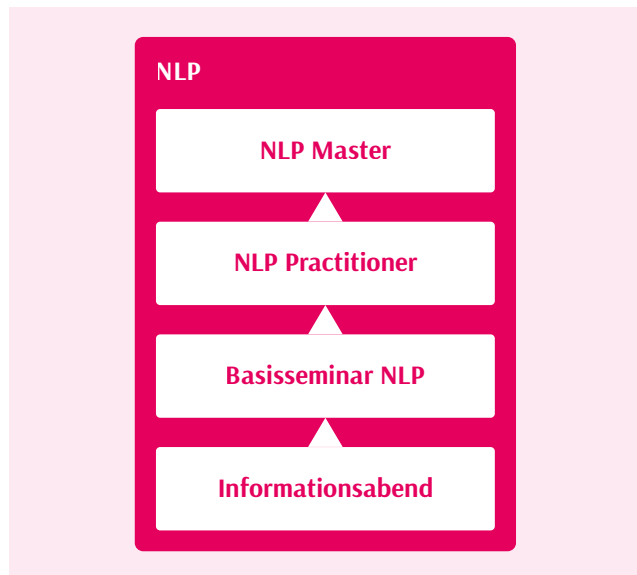 NLP
NLP Master
NLP Practitioner
Basisseminar NLP
Informationsabend